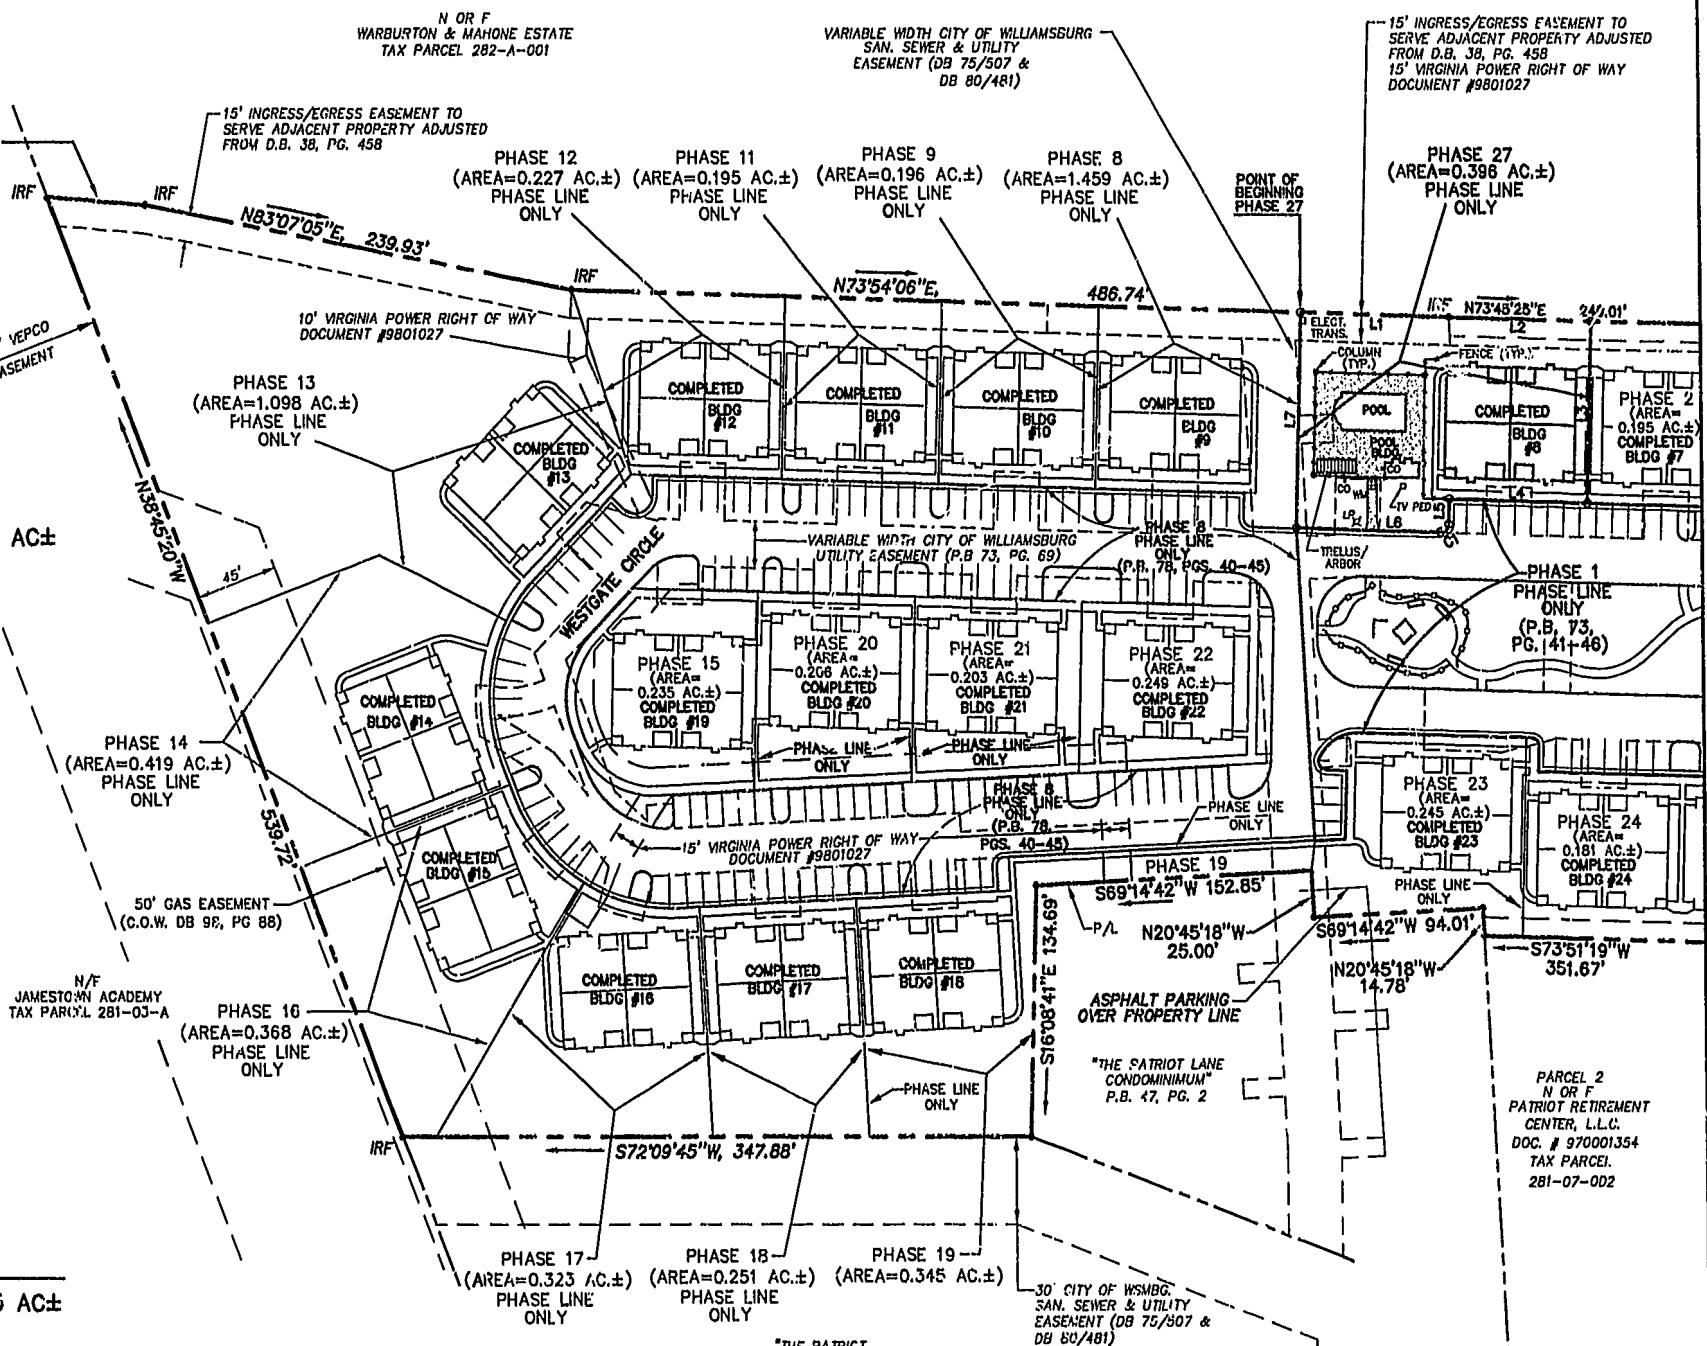 N OR F
WARBURTON & MAHONE ESTATE
TAX PARCEL 282-A-001
VARIABLE WIDTH CITY OF WILLIAMSBURG
SAN. SEWER & UTILITY
EASEMENT (DB 75/507 &
DB 80/481)
15' INGRESS/EGRESS EASEMENT TO
SERVE ADJACENT PROPERTY ADJUSTED
FROM D.B. 38, PG. 458
15' VIRGINIA POWER RIGHT OF WAY
DOCUMENT #9801027
15' INGRESS/EGRESS EASEMENT TO
SERVE ADJACENT PROPERTY ADJUSTED
FROM D.B. 38, PG. 458
PHASE 12
(AREA=0.227 AC.±)
PHASE LINE
ONLY
PHASE 11
(AREA=0.195 AC.±)
PHASE LINE
ONLY
PHASE 9
(AREA=0.196 AC.±)
PHASE LINE
ONLY
PHASE 8
(AREA=1.459 AC.±)
PHASE LINE
ONLY
POINT OF
BEGINNING
PHASE 27
PHASE 27
(AREA=0.396 AC.±)
PHASE LINE
ONLY
IRF
IRF
N83°07'05"E, 239.93'
IRF
N73°54'06"E, 486.74'
N73°45'25"E
L1
L2
ELECT.
TRANS.
COLUMN
(TYP.)
FENCE (TYP.)
10' VIRGINIA POWER RIGHT OF WAY
DOCUMENT #9801027
VEPCO
EASEMENT
PHASE 13
(AREA=1.098 AC.±)
PHASE LINE
ONLY
COMPLETED
BLDG
#12
COMPLETED
BLDG
#11
COMPLETED
BLDG
#10
COMPLETED
BLDG
#9
L7
POOL
POOL
BLDG
CO
CO
WM
LP
TV PED
COMPLETED
BLDG
#8
L3
PHASE 2
(AREA=
0.195 AC.±)
COMPLETED
BLDG #7
COMPLETED
BLDG
#13
L4
L5
L6
C1
N38°45'20"W
539.72'
AC±
45'
WESTGATE CIRCLE
VARIABLE WIDTH CITY OF WILLIAMSBURG
UTILITY EASEMENT (P.B 73, PG. 69)
PHASE 8
PHASE LINE
ONLY
(P.B. 78, PGS. 40-45)
TRELLIS/
ARBOR
PHASE 1
PHASE LINE
ONLY
(P.B. 73,
PG. 41-46)
PHASE 15
(AREA=
0.235 AC.±)
COMPLETED
BLDG #19
PHASE 20
(AREA=
0.206 AC.±)
COMPLETED
BLDG #20
PHASE 21
(AREA=
0.203 AC.±)
COMPLETED
BLDG #21
PHASE 22
(AREA=
0.249 AC.±)
COMPLETED
BLDG #22
COMPLETED
BLDG #14
PHASE 14
(AREA=0.419 AC.±)
PHASE LINE
ONLY
PHASE LINE
ONLY
PHASE LINE
ONLY
PHASE 8
PHASE LINE
ONLY
(P.B. 78,
PGS. 40-45)
PHASE LINE
ONLY
PHASE 23
(AREA=
0.245 AC.±)
COMPLETED
BLDG #23
PHASE 24
(AREA=
0.181 AC.±)
COMPLETED
BLDG #24
15' VIRGINIA POWER RIGHT OF WAY
DOCUMENT #9801027
COMPLETED
BLDG #15
PHASE 19
S69°14'42"W 152.85'
PHASE LINE
ONLY
50' GAS EASEMENT
(C.O.W. DB 98, PG 88)
S69°14'42"W 94.01'
P/L
N20°45'18"W
25.00'
S73°51'19"W
351.67'
N20°45'18"W
14.78'
S16°08'41"E 134.69'
COMPLETED
BLDG #16
COMPLETED
BLDG #17
COMPLETED
BLDG #18
N/F
JAMESTOWN ACADEMY
TAX PARCEL 281-03-A
PHASE 16
(AREA=0.368 AC.±)
PHASE LINE
ONLY
ASPHALT PARKING
OVER PROPERTY LINE
"THE PATRIOT LANE
CONDOMINIMUM"
P.B. 47, PG. 2
PHASE LINE
ONLY
PARCEL 2
N OR F
PATRIOT RETIREMENT
CENTER, L.L.C.
DOC. # 970001354
TAX PARCEL
281-07-002
IRF
S72°09'45"W, 347.88'
PHASE 17
(AREA=0.323 AC.±)
PHASE LINE
ONLY
PHASE 18
(AREA=0.251 AC.±)
PHASE LINE
ONLY
PHASE 19
(AREA=0.345 AC.±)
30' CITY OF WSMBG.
SAN. SEWER & UTILITY
EASEMENT (DB 75/507 &
DB 80/481)
AC±
"THE PATRIOT